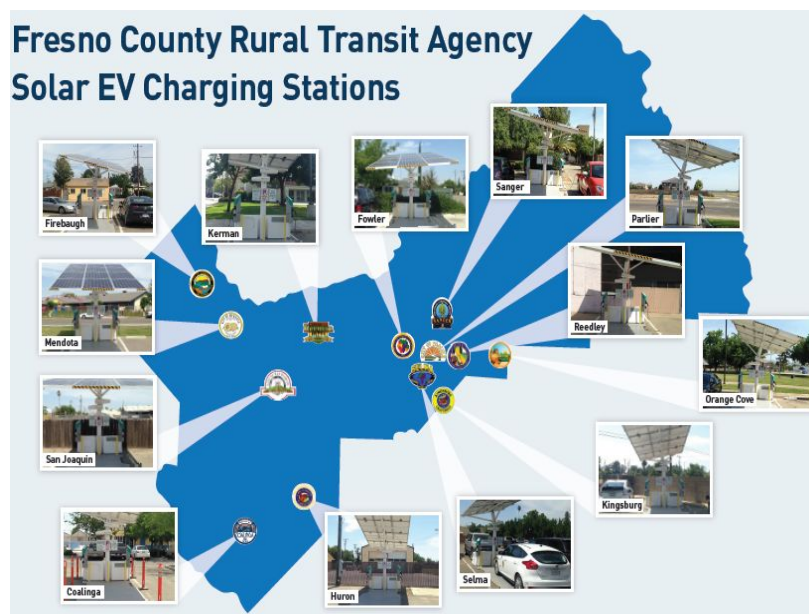 Fresno County Rural Transit Agency
Solar EV Charging Stations
Firebaugh
Kerman
Fowler
Sanger
Parlier
Mendota
Reedley
Orange Cove
San Joaquin
Kingsburg
Coalinga
Huron
Selma